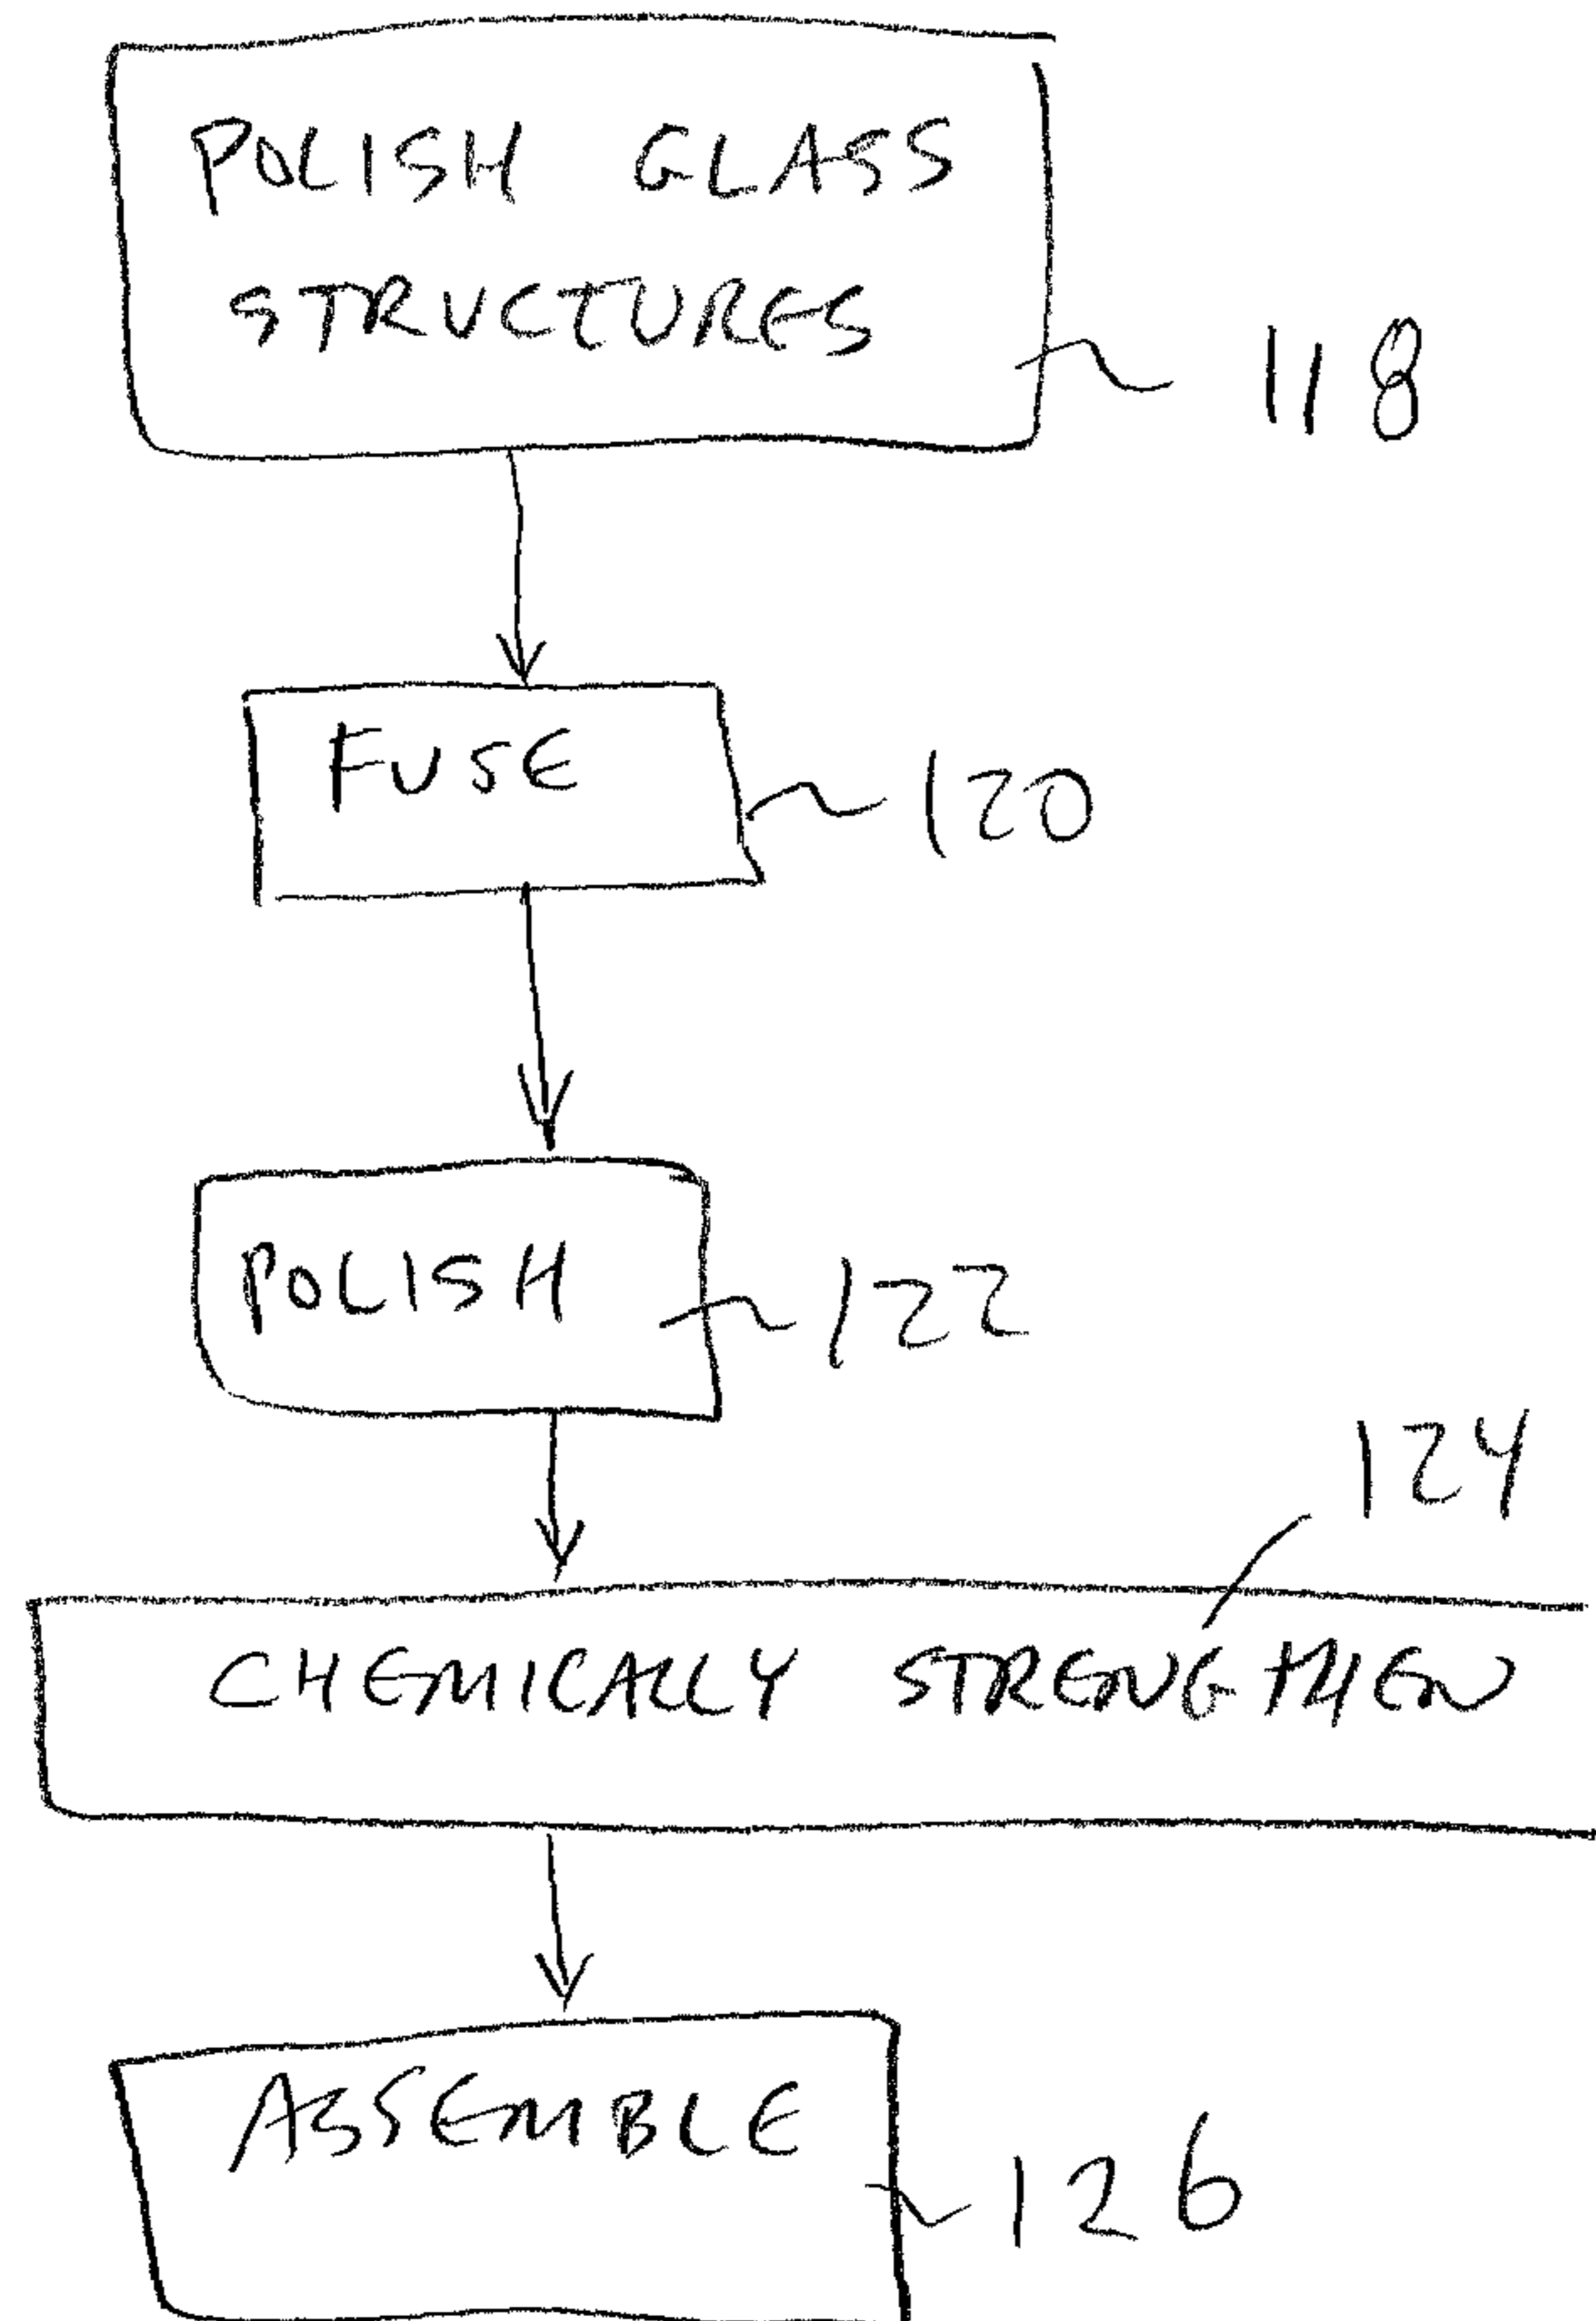 POLISH GLASS
STRUCTURES
118
FUSE
120
POLISH
122
124
CHEMICALLY STRENGTHEN
ASSEMBLE
126